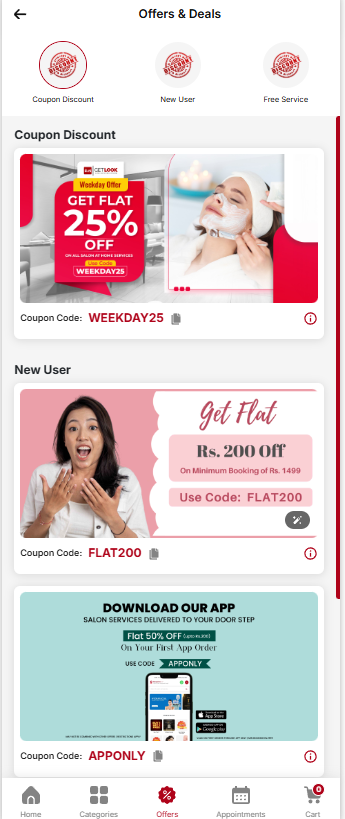 Offers & Deals
Coupon Discount
New User
Free Service
Coupon Discount
GETLOOK
Weekday Offer
GET FLAT
25%
OFF
ON ALL SALON AT HOME SERVICES
Use Code:
WEEKDAY25
Coupon Code: WEEKDAY25
New User
Get Flat
Rs. 200 Off
On Minimum Booking of Rs. 1499
Use Code: FLAT200
Coupon Code: FLAT200
DOWNLOAD OUR APP
SALON SERVICES DELIVERED TO YOUR DOOR STEP
Flat 50% OFF
On Your First App Order
USE CODE APPONLY
App Store
Google play
Coupon Code: APPONLY
Home
Categories
Offers
Appointments
0
Cart